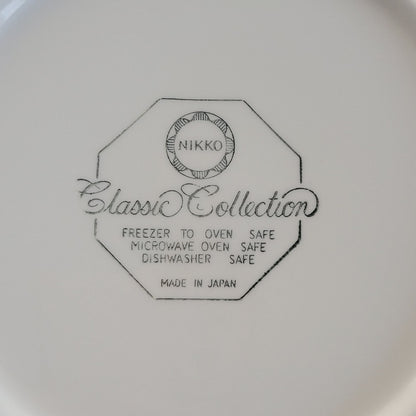 NIKKO
Classic Collection
FREEZER TO OVEN SAFE
MICROWAVE OVEN SAFE
DISHWASHER SAFE
MADE IN JAPAN